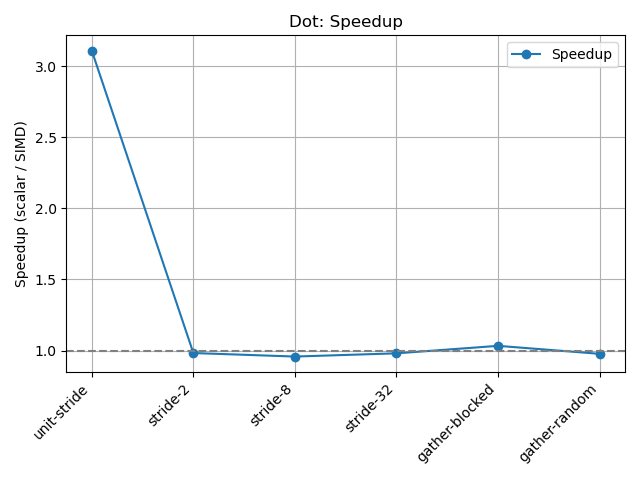 Dot: Speedup
Speedup
Speedup (scalar / SIMD)
3.0
2.5
2.0
1.5
1.0
unit-stride
stride-2
stride-8
stride-32
gather-blocked
gather-random